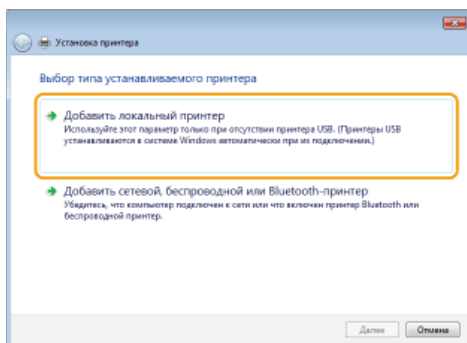 Установка принтера
Выбор типа устанавливаемого принтера
Добавить локальный принтер
Используйте этот параметр только при отсутствии принтера USB. (Принтеры USB
устанавливаются в системе Windows автоматически при их подключении.)
Добавить сетевой, беспроводной или Bluetooth-принтер
Убедитесь, что компьютер подключен к сети или что включен принтер Bluetooth или
беспроводной принтер.
Далее Отмена